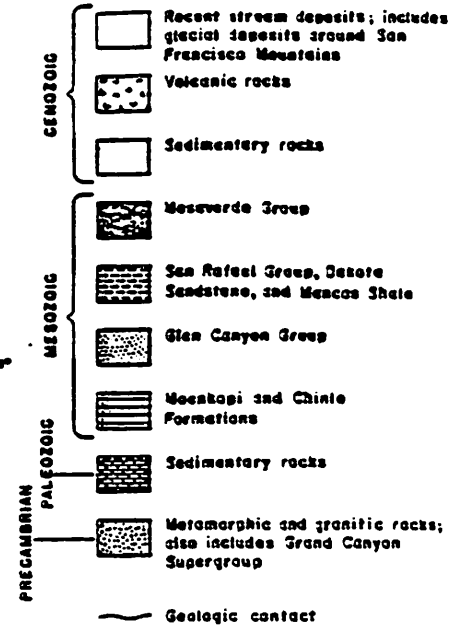 CENOZOIC
Recent stream deposits; includes
glacial deposits around San
Francisco Mountains
Volcanic rocks
Sedimentary rocks
MESOZOIC
Mesaverde Group
San Rafael Group, Dakota
Sandstone, and Mancos Shale
Glen Canyon Group
Moenkopi and Chinle
Formations
PALEOZOIC
Sedimentary rocks
PRECAMBRIAN
Metamorphic and granitic rocks;
also includes Grand Canyon
Supergroup
Geologic contact